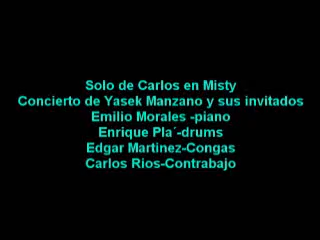 Solo de Carlos en Misty
Concierto de Yasek Manzano y sus invitados
Emilio Morales -piano
Enrique Pla´-drums
Edgar Martinez-Congas
Carlos Rios-Contrabajo